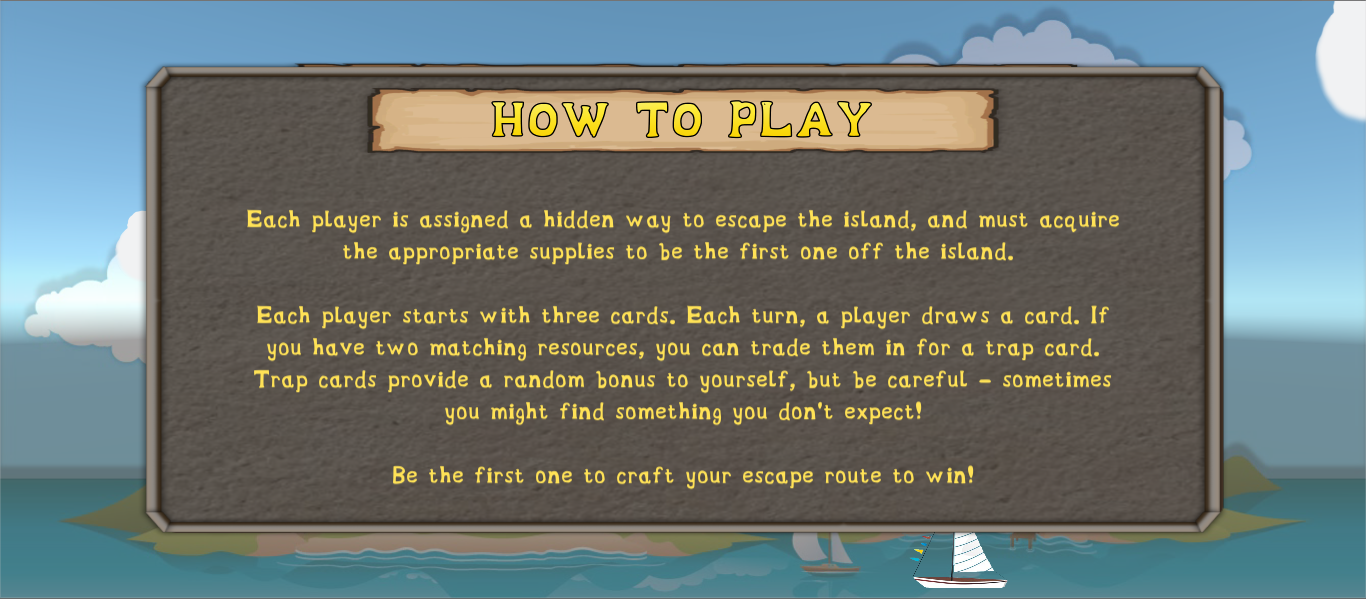 HOW TO PLAY
Each player is assigned a hidden way to escape the island, and must acquire
the appropriate supplies to be the first one off the island.
Each player starts with three cards. Each turn, a player draws a card. If
you have two matching resources, you can trade them in for a trap card.
Trap cards provide a random bonus to yourself, but be careful - sometimes
you might find something you don't expect!
Be the first one to craft your escape route to win!